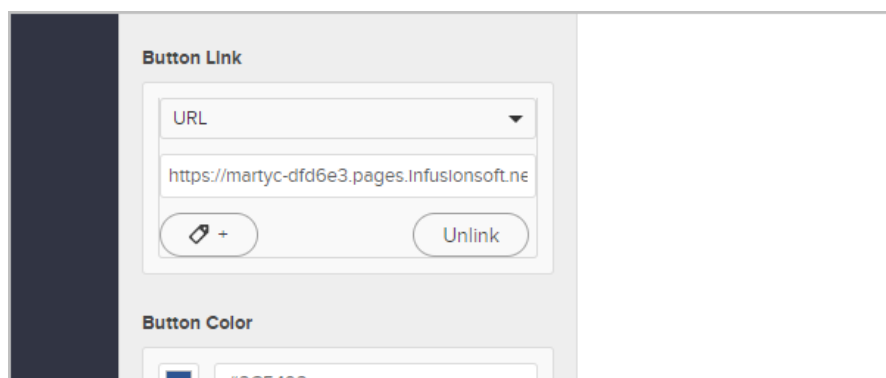 Button Link
URL
https://martyc-dfd6e3.pages.infusionsoft.ne
+
Unlink
Button Color